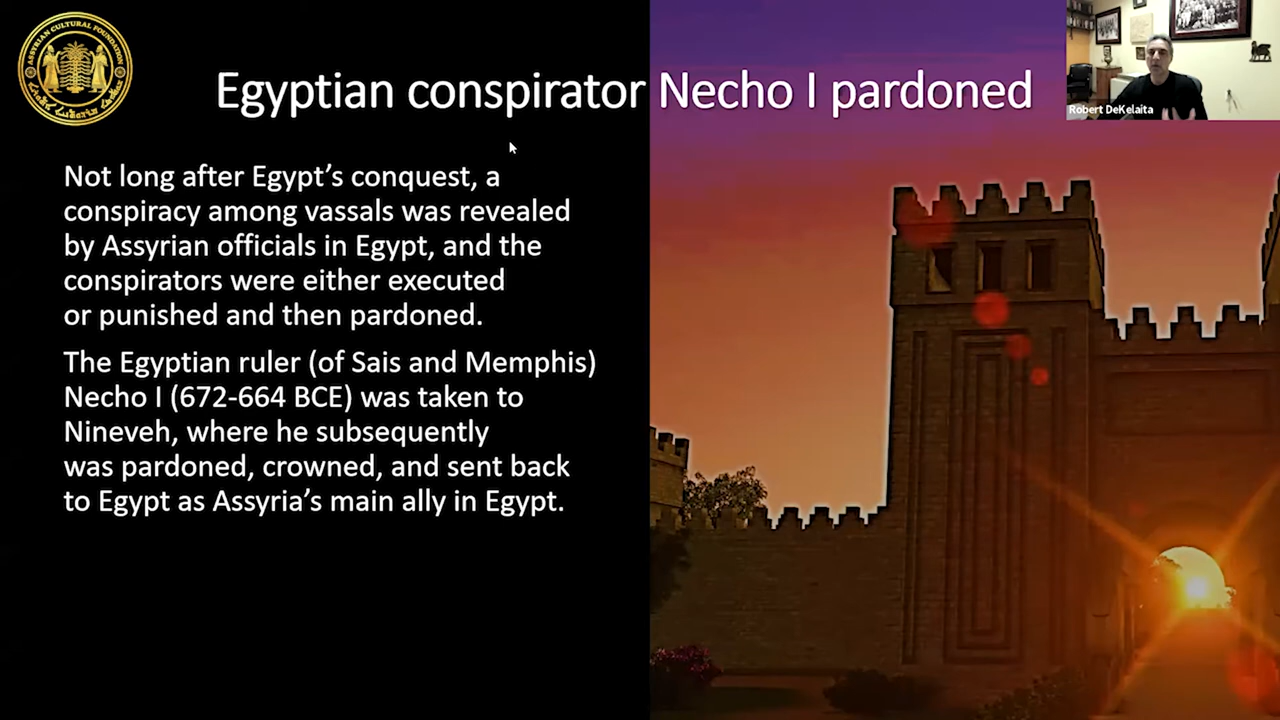 ASSYRIAN CULTURAL FOUNDATION
Egyptian conspirator Necho I pardoned
Robert DeKelaita
Not long after Egypt’s conquest, a
conspiracy among vassals was revealed
by Assyrian officials in Egypt, and the
conspirators were either executed
or punished and then pardoned.
The Egyptian ruler (of Sais and Memphis)
Necho I (672-664 BCE) was taken to
Nineveh, where he subsequently
was pardoned, crowned, and sent back
to Egypt as Assyria’s main ally in Egypt.